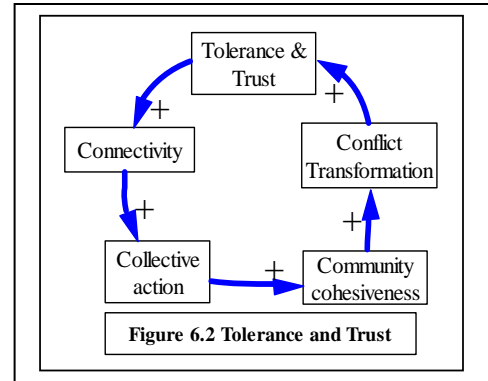 Tolerance &
Trust
+
+
Connectivity
Conflict
Transformation
+
+
Collective
action
+
Community
cohesiveness
Figure 6.2 Tolerance and Trust